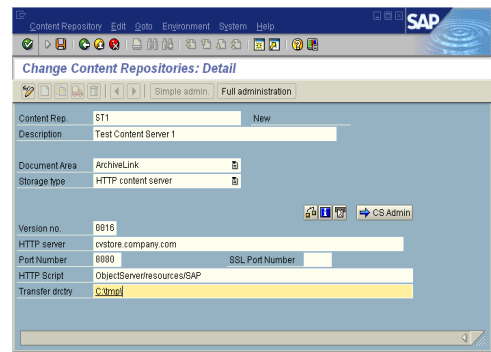 Content Repository Edit Goto Environment System Help
SAP
Change Content Repositories: Detail
Simple admin. Full administration
Content Rep. ST1 New
Description Test Content Server 1
Document Area ArchiveLink
Storage type HTTP content server
CS Admin
Version no. 0016
HTTP server cvstore.company.com
Port Number 8080 SSL Port Number
HTTP Script ObjectServer/resources/SAP
Transfer drctry C:\tmp\